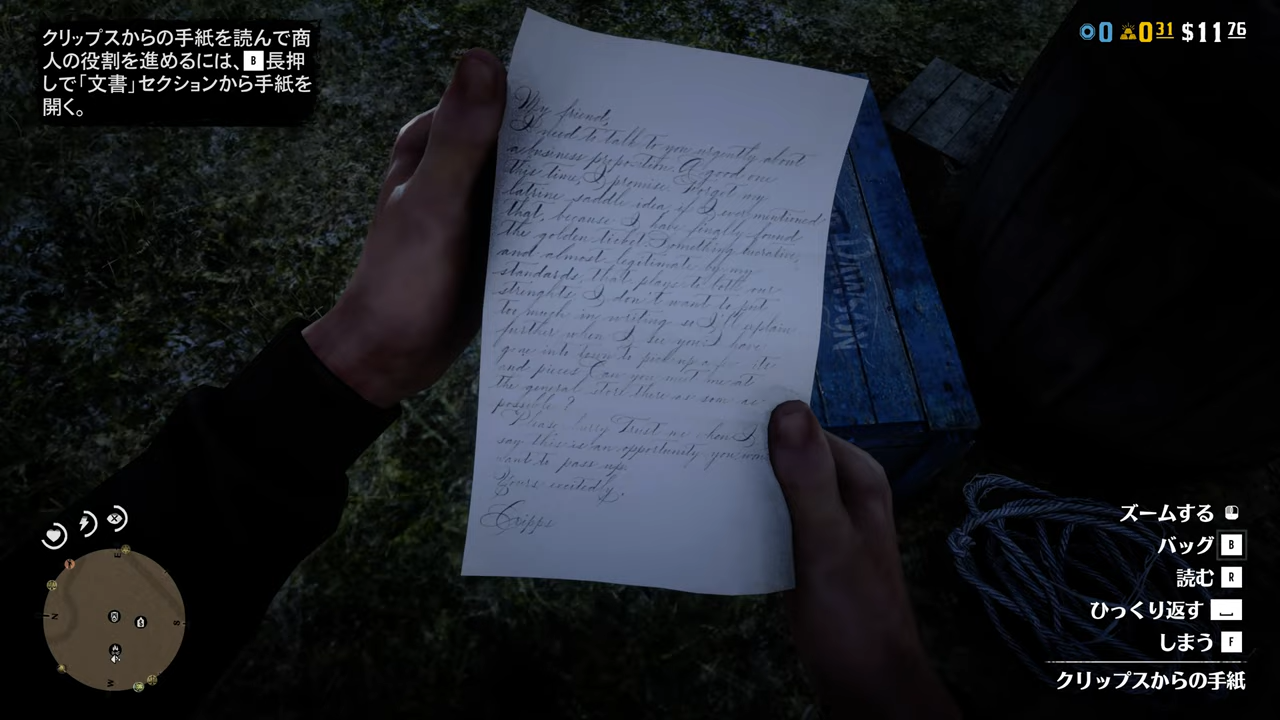 クリップスからの手紙を読んで商
人の役割を進めるには、B長押
しで「文書」セクションから手紙を
開く。
0 0 31 $11 76
My friend,
I need to talk to you urgently about
a business proposition. A good one
this time, I promise. Forget my
latrine saddle idea if I even mentioned
that, because I have finally found
the golden ticket. Something lucrative,
and almost legitimate by my
standards, that plays to both our
strenghts. I don't want to put
too much in writing so I'll explain
further when I see you. I have
gone into town to pick up a few its
and pieces. Can you meet me at
the general store there as soon as
possible?
Please hurry. Trust me when I
say this is an opportunity you won
want to pass up.
Yours excitedly,
Cripps
DAWSON
N
E
S
W
ズームする
バッグ B
読む R
ひっくり返す
しまう F
クリップスからの手紙